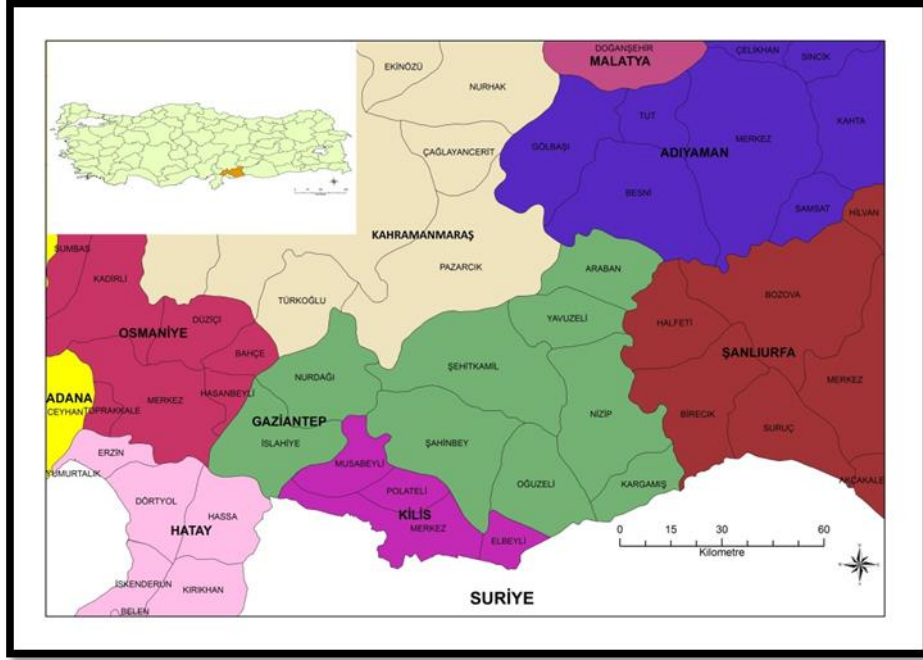 DOĞANŞEHİR
MALATYA
ÇELİKHAN
SİNCİK
EKİNÖZÜ
NURHAK
TUT
KAHTA
GÖLBAŞI
MERKEZ
ADIYAMAN
ÇAĞLAYANCERİT
BESNİ
SAMSAT
HİLVAN
KAHRAMANMARAŞ
SUMBAS
PAZARCIK
ARABAN
KADİRLİ
BOZOVA
TÜRKOĞLU
DÜZİÇİ
YAVUZELİ
HALFETİ
OSMANİYE
BAHÇE
ŞANLIURFA
ŞEHİTKAMİL
NURDAĞI
MERKEZ
ADANA
MERKEZ
HASANBEYLİ
CEYHAN
TOPRAKKALE
NİZİP
BİRECİK
GAZİANTEP
SURUÇ
İSLAHİYE
ŞAHİNBEY
ERZİN
MUSABEYLİ
YUMURTALIK
OĞUZELİ
KARGAMIŞ
AKÇAKALE
POLATELİ
DÖRTYOL
HASSA
KİLİS
HATAY
MERKEZ
ELBEYLİ
0 15 30 60
Kilometre
İSKENDERUN
KIRIKHAN
SURİYE
BELEN